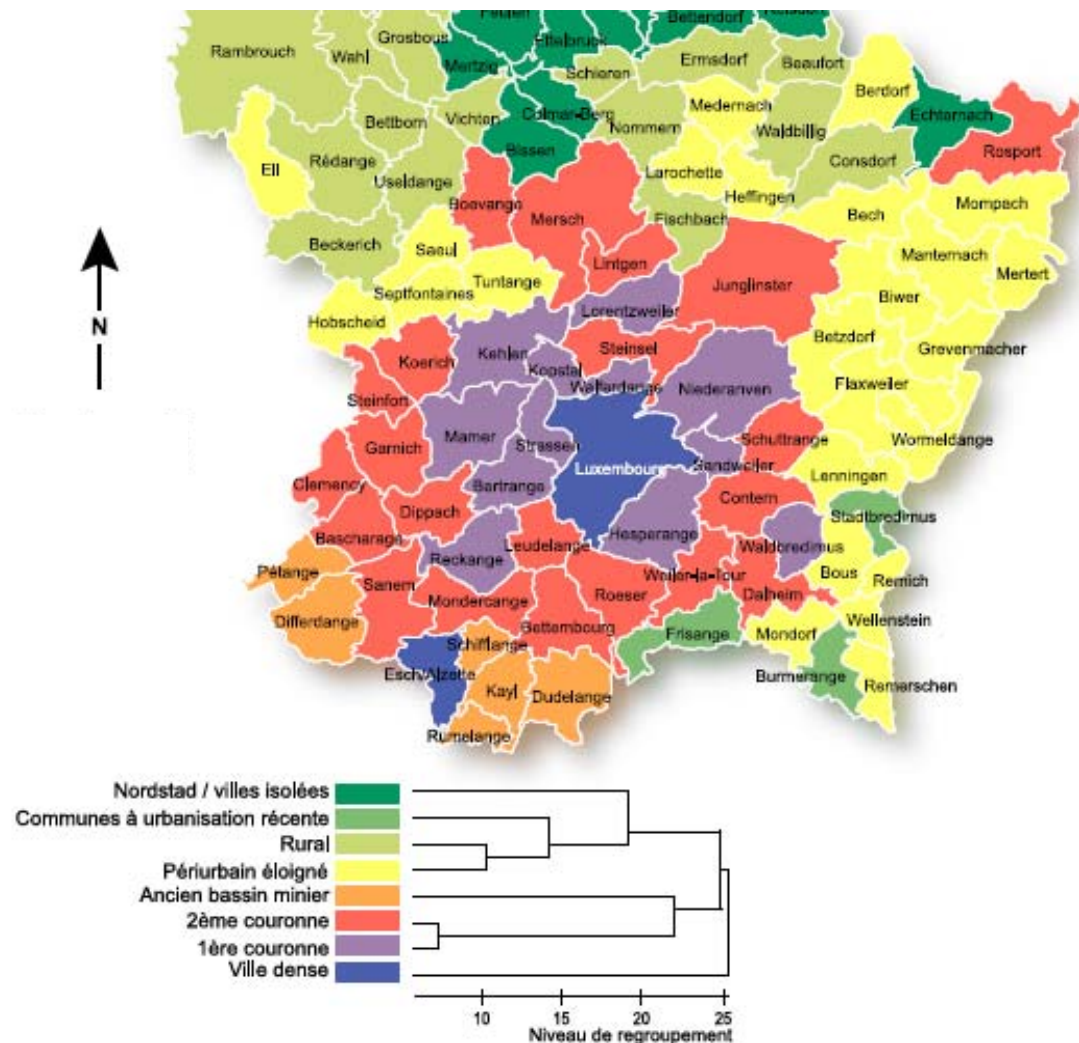 Bettendorf
Grosbous
Ettelbruck
Rambrouch
Wahl
Mertzig
Schieren
Ermsdorf
Beaufort
Berdorf
Medernach
Colmar-Berg
Echternach
Bettborn
Vichten
Nommern
Waldbillig
Bissen
Rosport
Ell
Rédange
Larochette
Consdorf
Useldange
Heffingen
Boevange
Mompach
Mersch
Fischbach
Bech
Beckerich
Saeul
Manternach
Lintgen
Mertert
Tuntange
Junglinster
Septfontaines
Biwer
Lorentzweiler
Hobscheid
Betzdorf
Steinsel
Grevenmacher
Kehlen
Koerich
Kopstal
Walferdange
Niederanven
Flaxweiler
Steinfort
Mamer
Schuttrange
Wormeldange
Garnich
Strassen
Luxembourg
Sandweiler
Lenningen
Clemency
Bertrange
Contern
Dippach
Stadtbredimus
Hesperange
Bascharage
Leudelange
Waldbredimus
Reckange
Pétange
Weiler-la-Tour
Bous
Remich
Sanem
Roeser
Dalheim
Mondercange
Differdange
Bettembourg
Wellenstein
Frisange
Mondorf
Schifflange
Esch/Alzette
Burmerange
Remerschen
Kayl
Dudelange
Rumelange
N
Nordstad / villes isolées
Communes à urbanisation récente
Rural
Périurbain éloigné
Ancien bassin minier
2ème couronne
1ère couronne
Ville dense
10 15 20 25
Niveau de regroupement